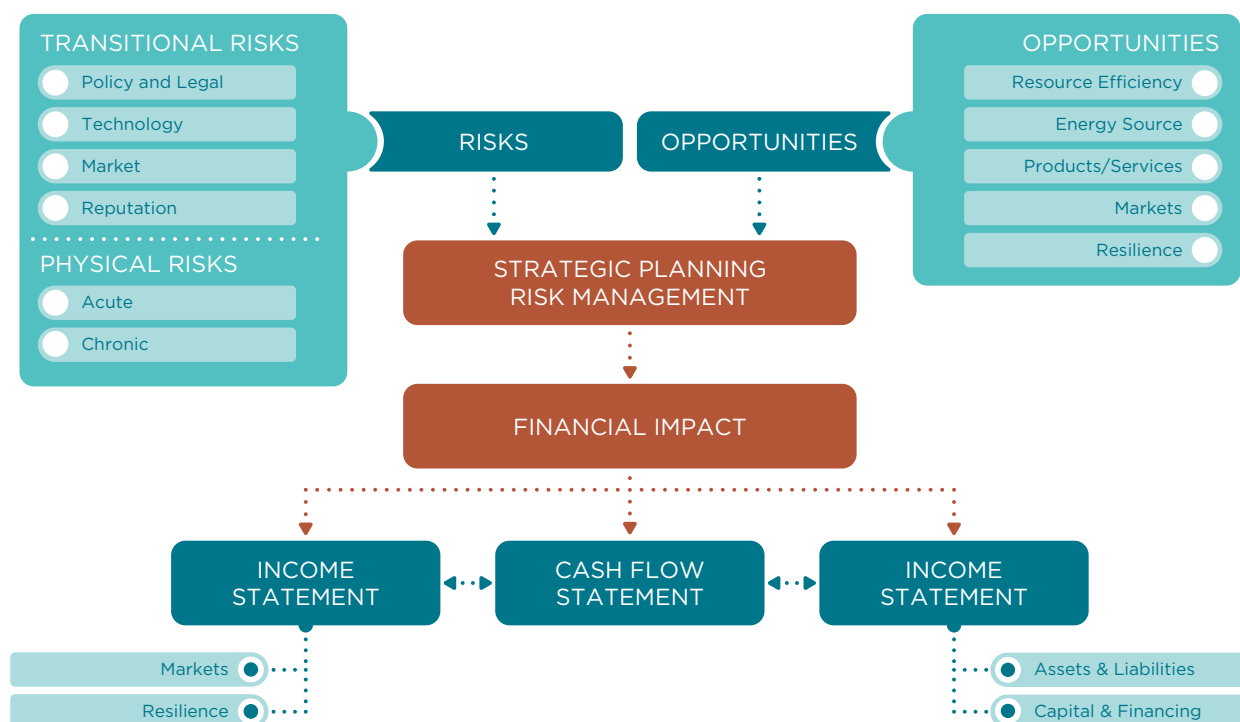 TRANSITIONAL RISKS
Policy and Legal
Technology
Market
Reputation
PHYSICAL RISKS
Acute
Chronic
RISKS
OPPORTUNITIES
OPPORTUNITIES
Resource Efficiency
Energy Source
Products/Services
Markets
Resilience
STRATEGIC PLANNING
RISK MANAGEMENT
FINANCIAL IMPACT
INCOME
STATEMENT
CASH FLOW
STATEMENT
INCOME
STATEMENT
Markets
Resilience
Assets & Liabilities
Capital & Financing